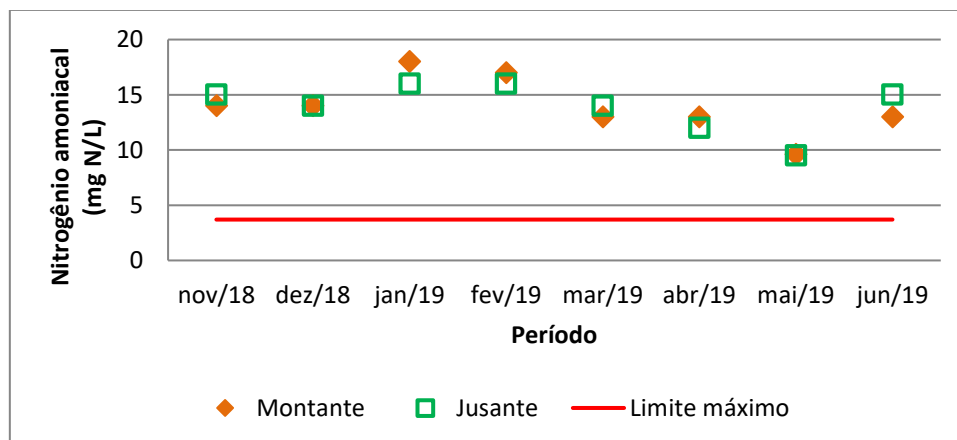 Nitrogênio amoniacal
(mg N/L)
20
15
10
5
0
nov/18 dez/18 jan/19 fev/19 mar/19 abr/19 mai/19 jun/19
Período
Montante Jusante Limite máximo